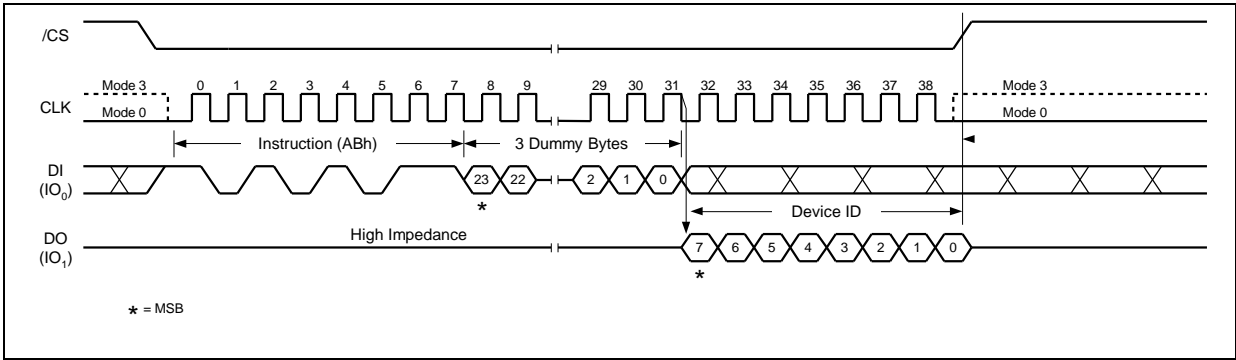 /CS
Mode 3 0 1 2 3 4 5 6 7 8 9 29 30 31 32 33 34 35 36 37 38 Mode 3
CLK
Mode 0 Mode 0
Instruction (ABh) 3 Dummy Bytes
DI
(IO0) 23 22 2 1 0
*
Device ID
High Impedance
DO
(IO1) 7 6 5 4 3 2 1 0
*
* = MSB